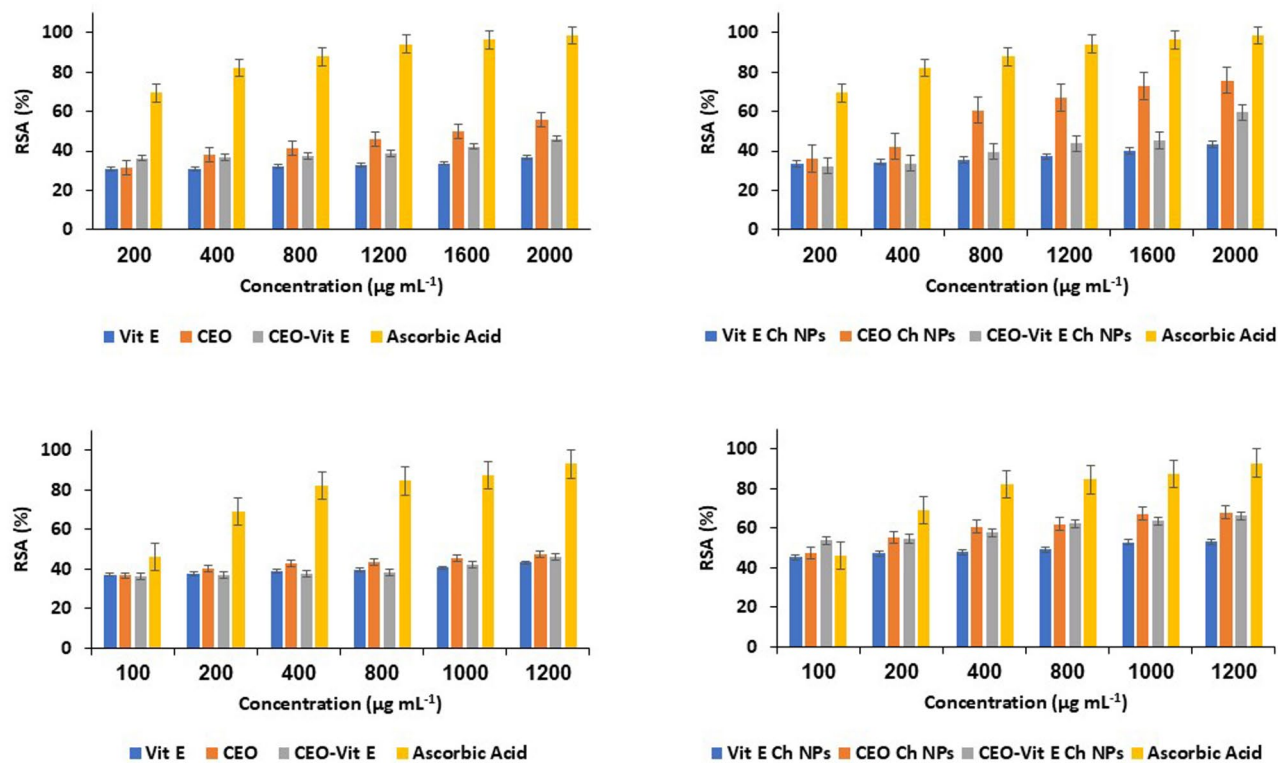 100
80
60
40
20
0
RSA (%)
200 400 800 1200 1600 2000
Concentration (µg mL-1)
Vit E CEO CEO-Vit E Ascorbic Acid
100
80
60
40
20
0
RSA (%)
200 400 800 1200 1600 2000
Concentration (µg mL-1)
Vit E Ch NPs CEO Ch NPs CEO-Vit E Ch NPs Ascorbic Acid
100
80
60
40
20
0
RSA (%)
100 200 400 800 1000 1200
Concentration (µg mL-1)
Vit E CEO CEO-Vit E Ascorbic Acid
100
80
60
40
20
0
RSA (%)
100 200 400 800 1000 1200
Concentration (µg mL-1)
Vit E Ch NPs CEO Ch NPs CEO-Vit E Ch NPs Ascorbic Acid